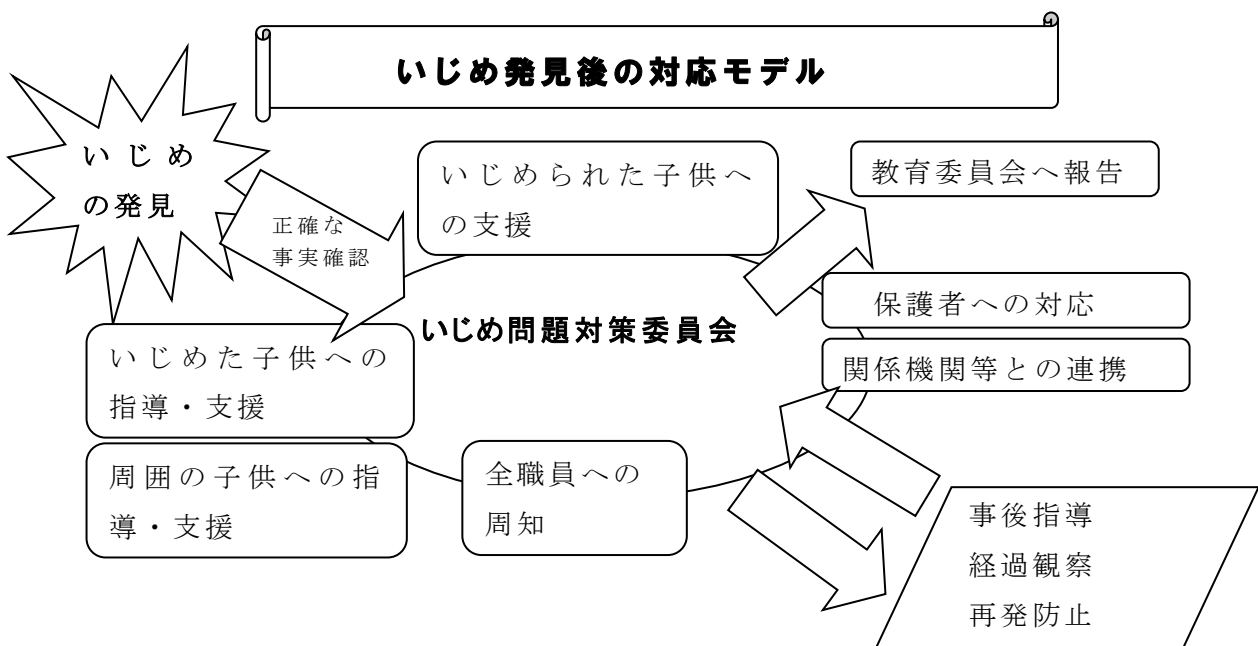 いじめ発見後の対応モデル
いじめ
の発見
正確な
事実確認
いじめられた子供へ
の支援
教育委員会へ報告
保護者への対応
関係機関等との連携
いじめ問題対策委員会
いじめた子供への
指導・支援
周囲の子供への指
導・支援
全職員への
周知
事後指導
経過観察
再発防止